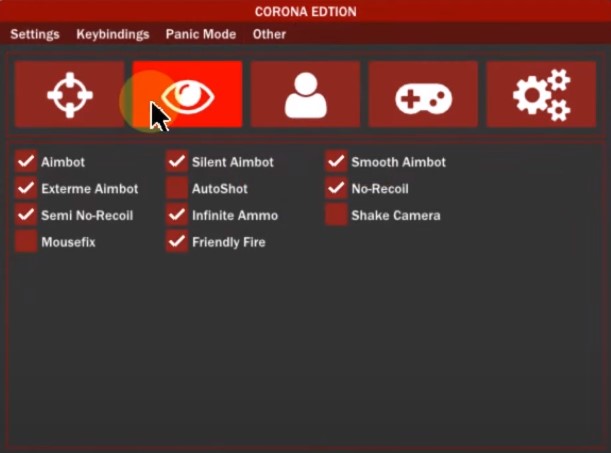 CORONA EDTION
Settings Keybindings Panic Mode Other
Aimbot Silent Aimbot Smooth Aimbot
Exterme Aimbot AutoShot No-Recoil
Semi No-Recoil Infinite Ammo Shake Camera
Mousefix Friendly Fire